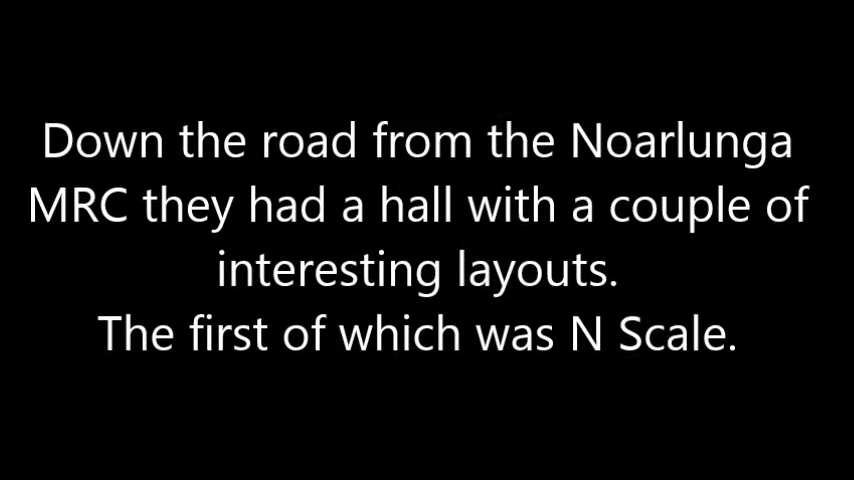 Down the road from the Noarlunga
MRC they had a hall with a couple of
interesting layouts.
The first of which was N Scale.